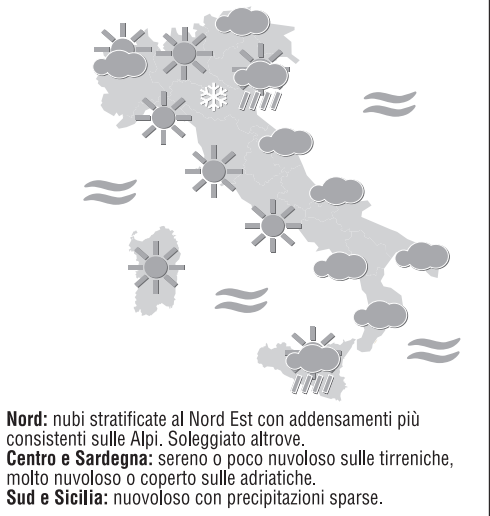 Nord: nubi stratificate al Nord Est con addensamenti più
consistenti sulle Alpi. Soleggiato altrove.
Centro e Sardegna: sereno o poco nuvoloso sulle tirreniche,
molto nuvoloso o coperto sulle adriatiche.
Sud e Sicilia: nuovoloso con precipitazioni sparse.